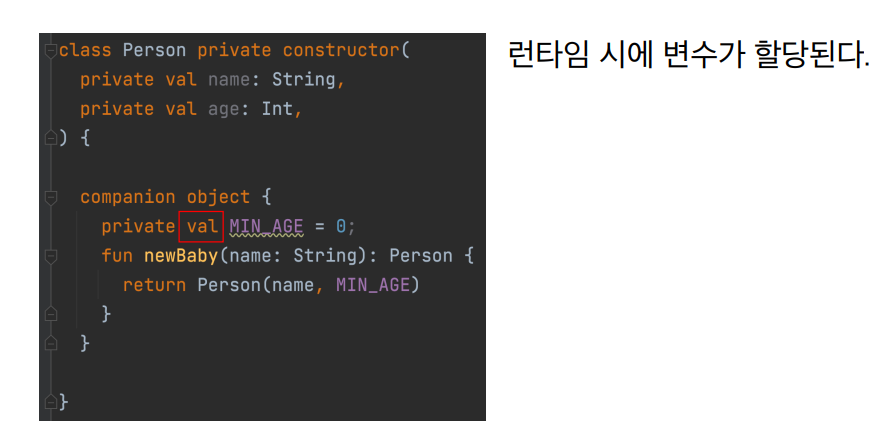 class Person private constructor(
private val name: String,
private val age: Int,
) {
companion object {
private val MIN_AGE = 0;
fun newBaby(name: String): Person {
return Person(name, MIN_AGE)
}
}
}
런타임 시에 변수가 할당된다.